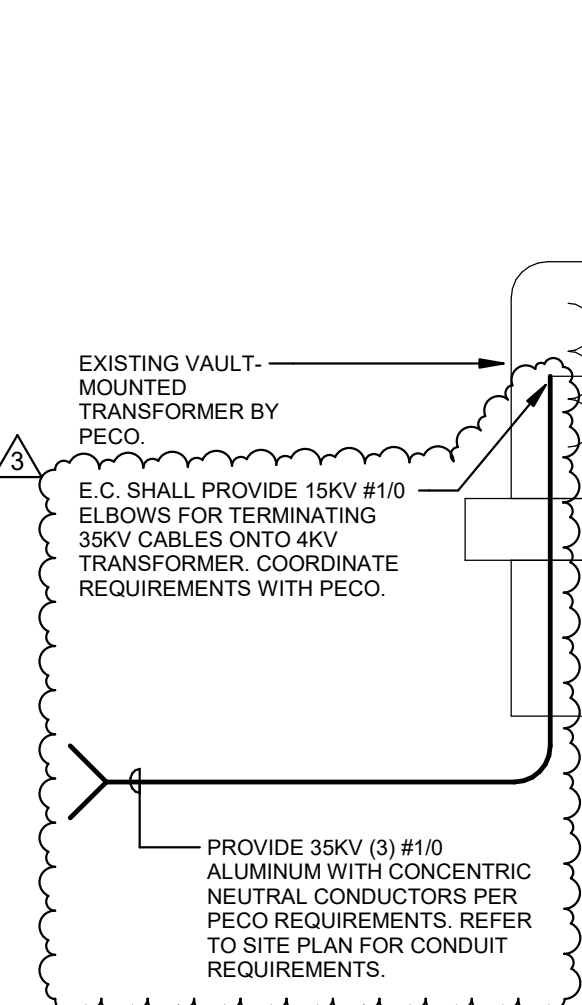 EXISTING VAULT-
MOUNTED
TRANSFORMER BY
PECO.
3
E.C. SHALL PROVIDE 15KV #1/0
ELBOWS FOR TERMINATING
35KV CABLES ONTO 4KV
TRANSFORMER. COORDINATE
REQUIREMENTS WITH PECO.
PROVIDE 35KV (3) #1/0
ALUMINUM WITH CONCENTRIC
NEUTRAL CONDUCTORS PER
PECO REQUIREMENTS. REFER
TO SITE PLAN FOR CONDUIT
REQUIREMENTS.